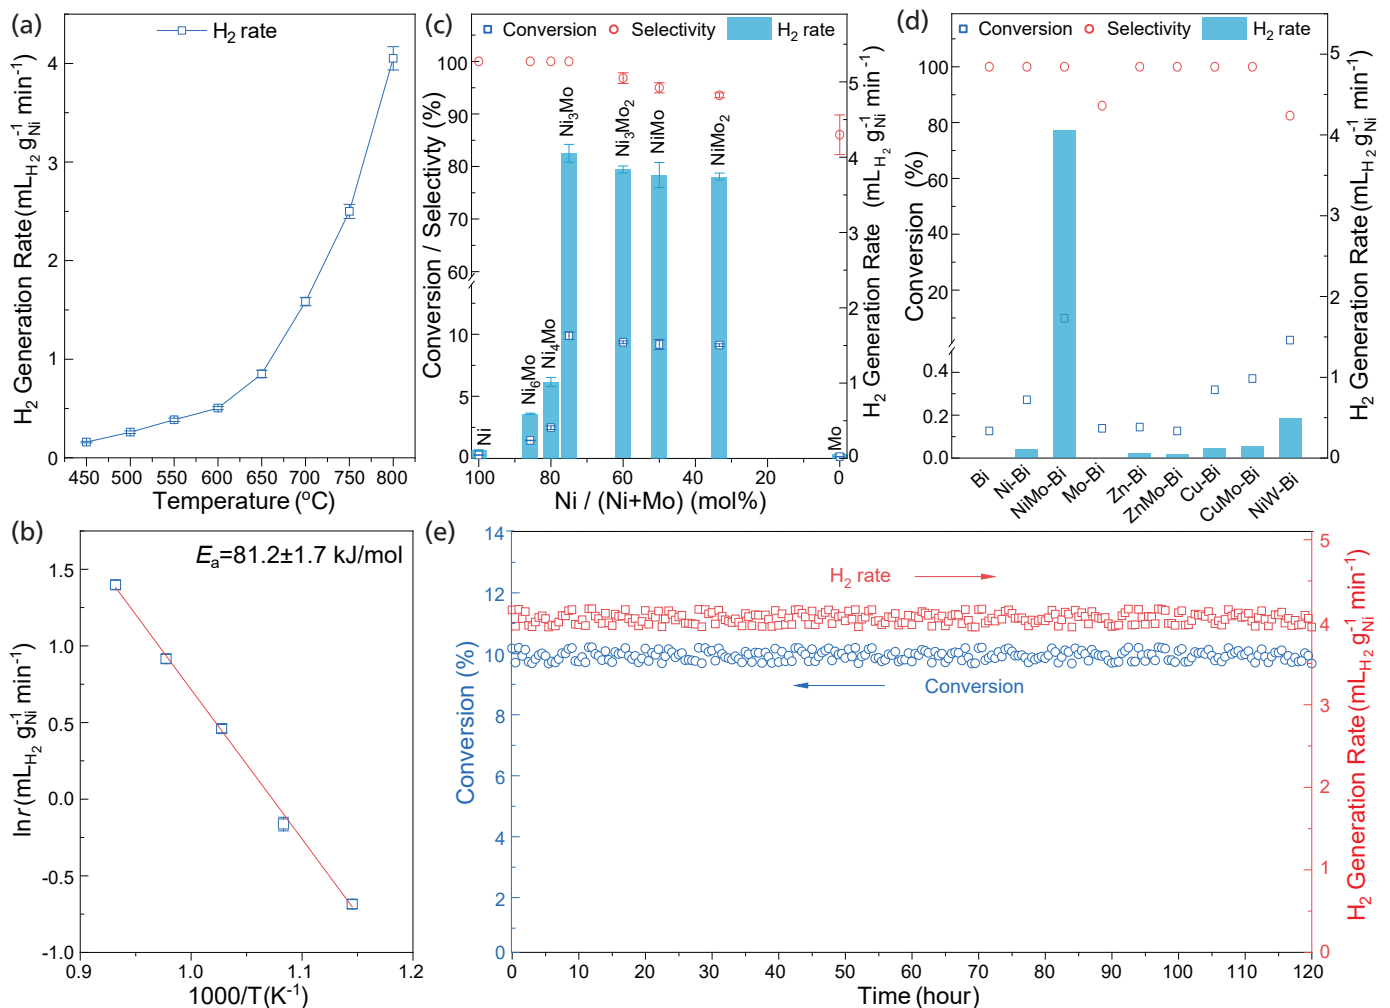 (a)
H2 rate
H2 Generation Rate (mLH2 gNi-1 min-1)
4
3
2
1
0
450 500 550 600 650 700 750 800
Temperature (oC)
(c)
Conversion Selectivity H2 rate
Conversion / Selectivty (%)
100
90
80
70
60
10
5
0
Ni
Ni6Mo
Ni4Mo
Ni3Mo
Ni3Mo2
NiMo
NiMo2
Mo
5
4
3
2
1
0
H2 Generation Rate (mLH2 gNi-1 min-1)
100 80 60 40 20 0
Ni / (Ni+Mo) (mol%)
(d)
Conversion Selectivity H2 rate
Conversion (%)
100
80
60
40
20
0.4
0.2
0.0
5
4
3
2
1
0
H2 Generation Rate (mLH2 gNi-1 min-1)
Bi Ni-Bi NiMo-Bi Mo-Bi Zn-Bi ZnMo-Bi Cu-Bi CuMo-Bi NiW-Bi
(b)
Ea=81.2±1.7 kJ/mol
ln r (mLH2 gNi-1 min-1)
1.5
1.0
0.5
0.0
-0.5
-1.0
0.9 1.0 1.1 1.2
1000/T(K-1)
(e)
H2 rate
Conversion
Conversion (%)
14
12
10
8
6
4
2
0
5
4
3
2
1
0
H2 Generation Rate (mLH2 gNi-1 min-1)
0 10 20 30 40 50 60 70 80 90 100 110 120
Time (hour)